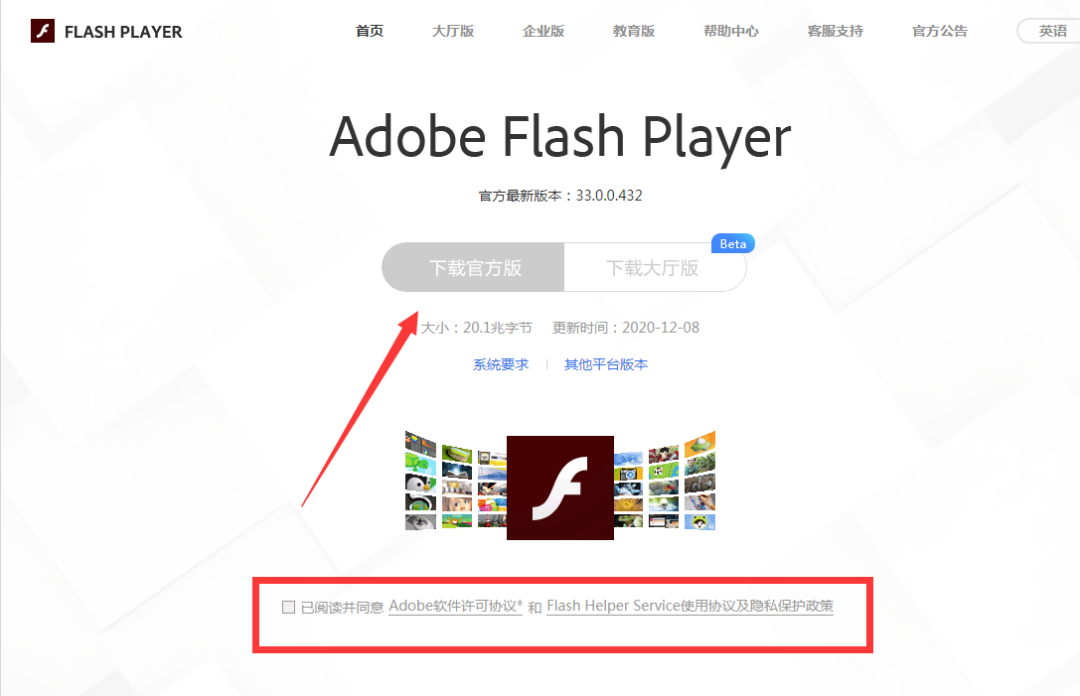 FLASH PLAYER 首页 大厅版 企业版 教育版 帮助中心 客服支持 官方公告 英语
Adobe Flash Player
官方最新版本：33.0.0.432
Beta
下载官方版 下载大厅版
大小：20.1兆字节 更新时间：2020-12-08
系统要求 其他平台版本
已阅读并同意 Adobe软件许可协议* 和 Flash Helper Service使用协议及隐私保护政策